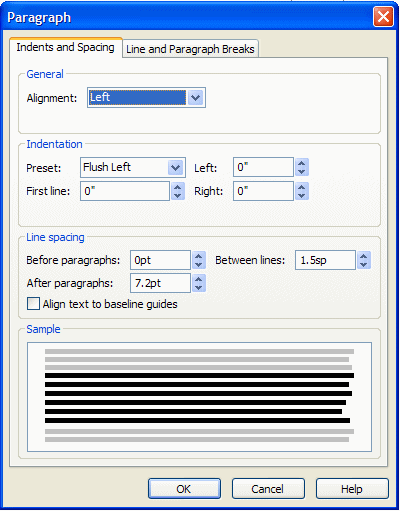 Paragraph
Indents and Spacing Line and Paragraph Breaks
General
Alignment: Left
Indentation
Preset: Flush Left Left: 0"
First line: 0" Right: 0"
Line spacing
Before paragraphs: 0pt Between lines: 1.5sp
After paragraphs: 7.2pt
Align text to baseline guides
Sample
OK Cancel Help